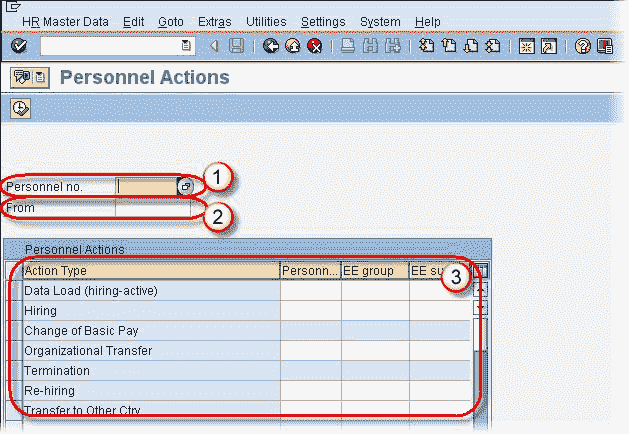 HR Master Data Edit Goto Extras Utilities Settings System Help
Personnel Actions
Personnel no. 1
From 2
Personnel Actions
Action Type Personn... EE group EE su 3
Data Load (hiring-active)
Hiring
Change of Basic Pay
Organizational Transfer
Termination
Re-hiring
Transfer to Other Ctry